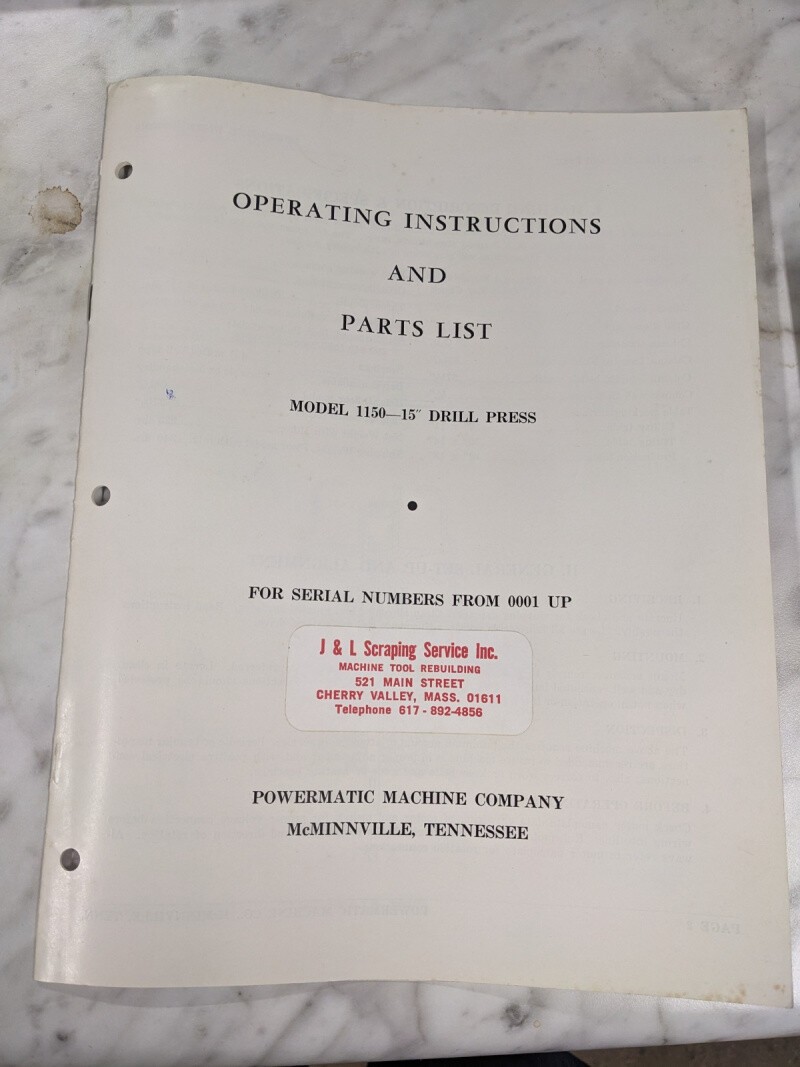 OPERATING INSTRUCTIONS
AND
PARTS LIST
MODEL 1150—15″ DRILL PRESS
FOR SERIAL NUMBERS FROM 0001 UP
J & L Scraping Service Inc.
MACHINE TOOL REBUILDING
521 MAIN STREET
CHERRY VALLEY, MASS. 01611
Telephone 617 - 892-4856
POWERMATIC MACHINE COMPANY
McMINNVILLE, TENNESSEE